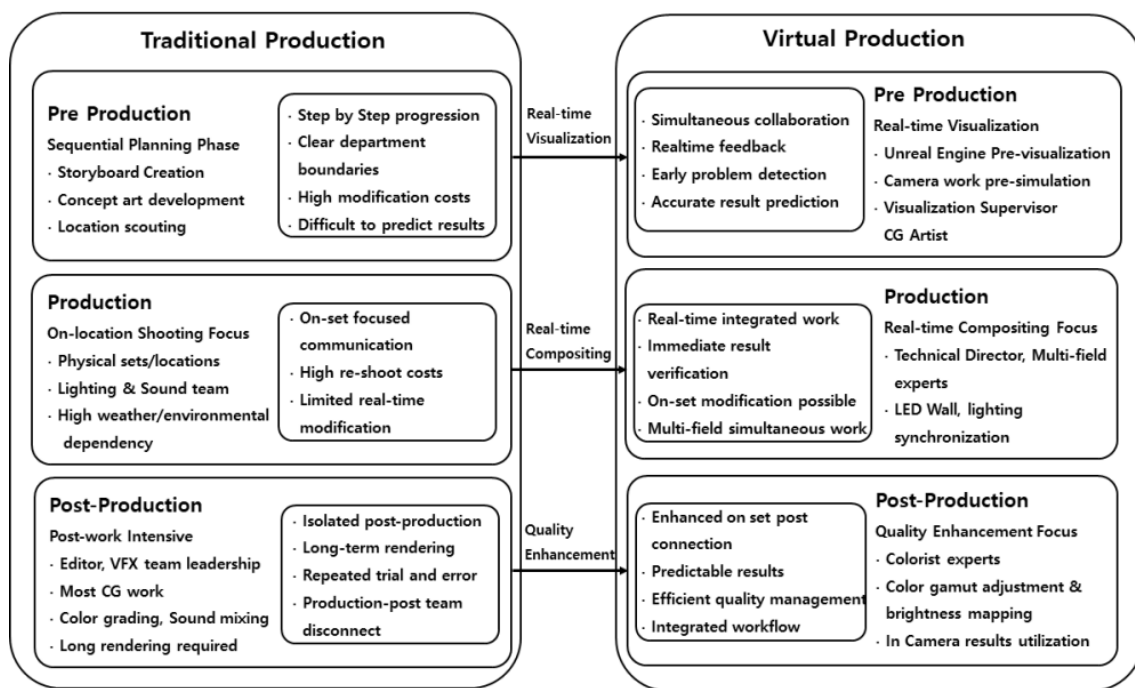 Traditional Production
Pre Production
Sequential Planning Phase
· Storyboard Creation
· Concept art development
· Location scouting
· Step by Step progression
· Clear department
boundaries
· High modification costs
· Difficult to predict results
Production
On-location Shooting Focus
· Physical sets/locations
· Lighting & Sound team
· High weather/environmental
dependency
· On-set focused
communication
· High re-shoot costs
· Limited real-time
modification
Post-Production
Post-work Intensive
· Editor, VFX team leadership
· Most CG work
· Color grading, Sound mixing
· Long rendering required
· Isolated post-production
· Long-term rendering
· Repeated trial and error
· Production-post team
disconnect
Real-time
Visualization
Real-time
Compositing
Quality
Enhancement
Virtual Production
· Simultaneous collaboration
· Realtime feedback
· Early problem detection
· Accurate result prediction
Pre Production
Real-time Visualization
· Unreal Engine Pre-visualization
· Camera work pre-simulation
· Visualization Supervisor
CG Artist
· Real-time integrated work
· Immediate result
verification
· On-set modification possible
· Multi-field simultaneous work
Production
Real-time Compositing Focus
· Technical Director, Multi-field
experts
· LED Wall, lighting
synchronization
· Enhanced on set post
connection
· Predictable results
· Efficient quality management
· Integrated workflow
Post-Production
Quality Enhancement Focus
· Colorist experts
· Color gamut adjustment &
brightness mapping
· In Camera results utilization